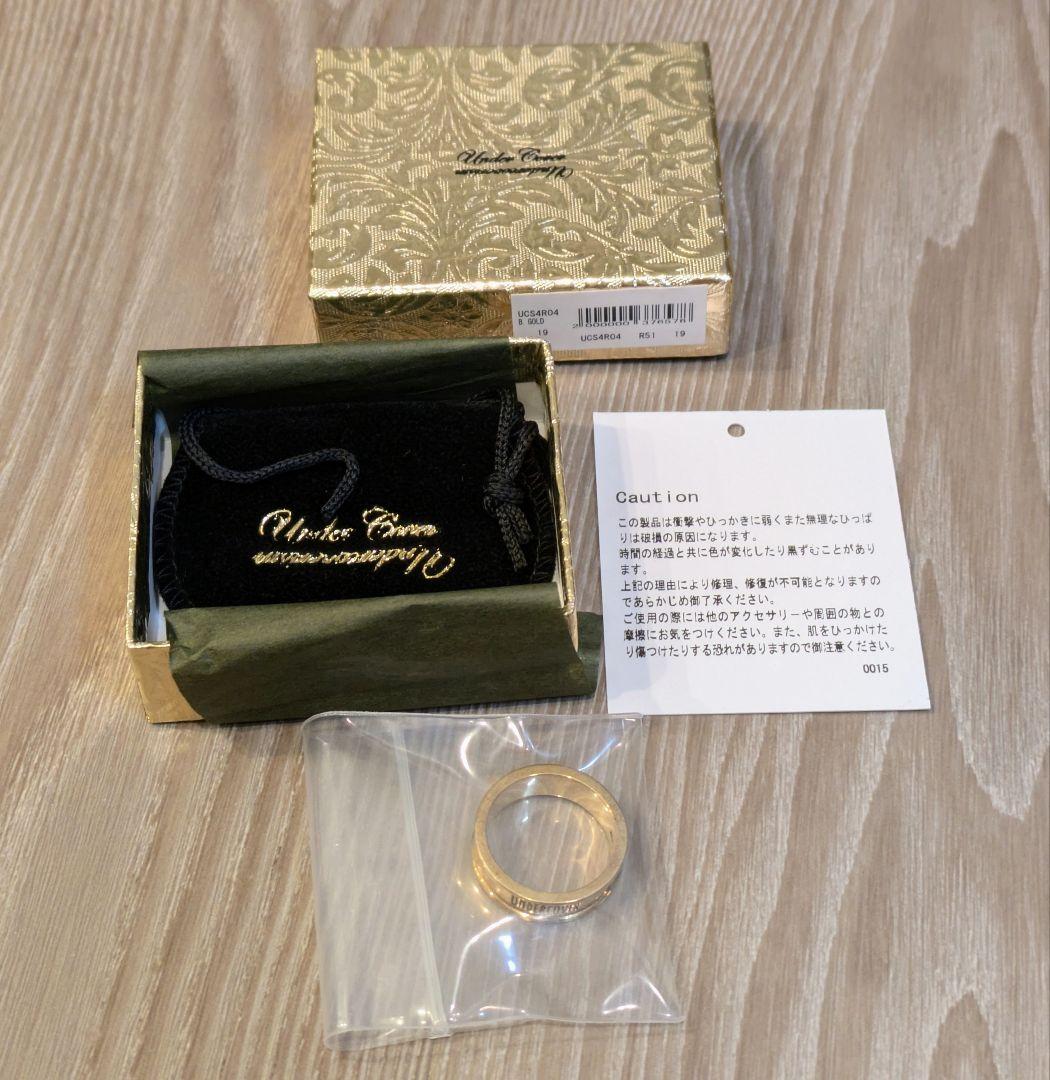 Under Cover
Undercoverism
UCS4R04
B.GOLD
19
2000000 376576
UCS4R04 R51 19
Under Cover
Undercoverism
Caution
この製品は衝撃やひっかきに弱くまた無理なひっぱ
りは破損の原因になります。
時間の経過と共に色が変化したり黒ずむことがあり
ます。
上記の理由により修理、修復が不可能となりますの
であらかじめ御了承ください。
ご使用の際には他のアクセサリーや周囲の物との
摩擦にお気をつけください。また、肌をひっかけた
り傷つけたりする恐れがありますので御注意ください。
0015
UNDERCOVER